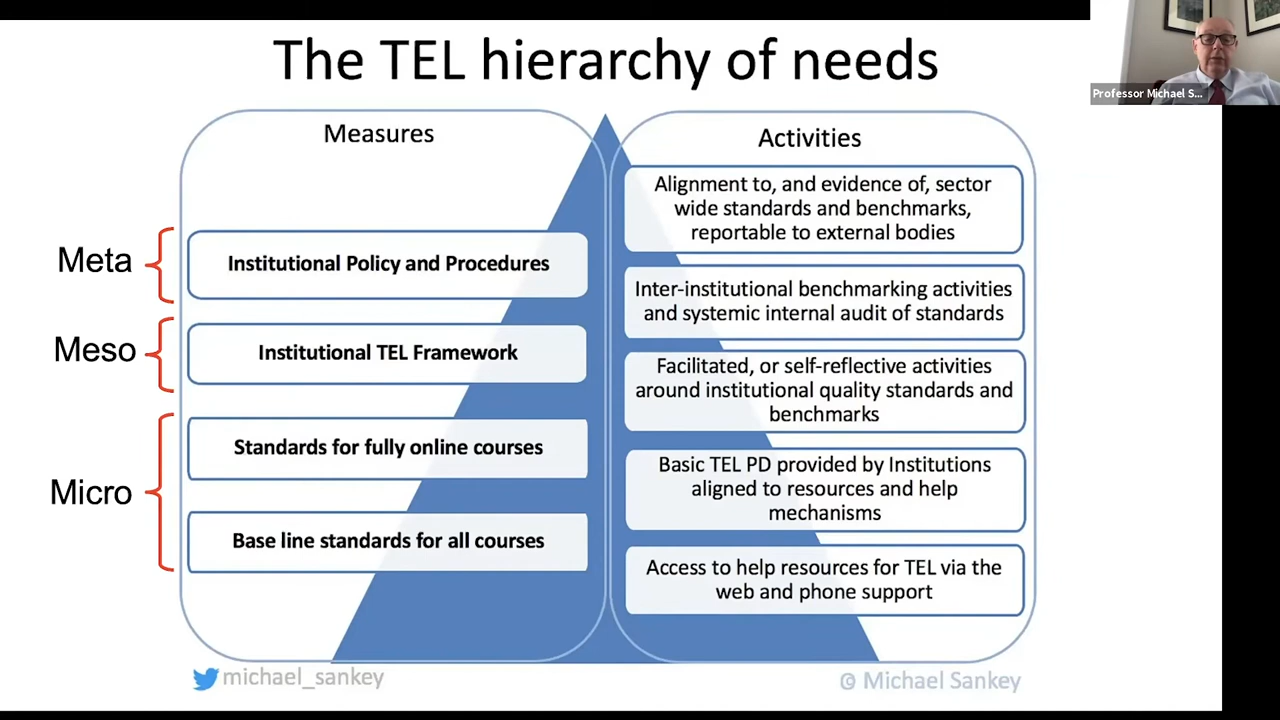 The TEL hierarchy of needs
Professor Michael S...
Measures
Meta
Institutional Policy and Procedures
Meso
Institutional TEL Framework
Micro
Standards for fully online courses
Base line standards for all courses
Activities
Alignment to, and evidence of, sector
wide standards and benchmarks,
reportable to external bodies
Inter-institutional benchmarking activities
and systemic internal audit of standards
Facilitated, or self-reflective activities
around institutional quality standards and
benchmarks
Basic TEL PD provided by Institutions
aligned to resources and help
mechanisms
Access to help resources for TEL via the
web and phone support
michael_sankey
© Michael Sankey